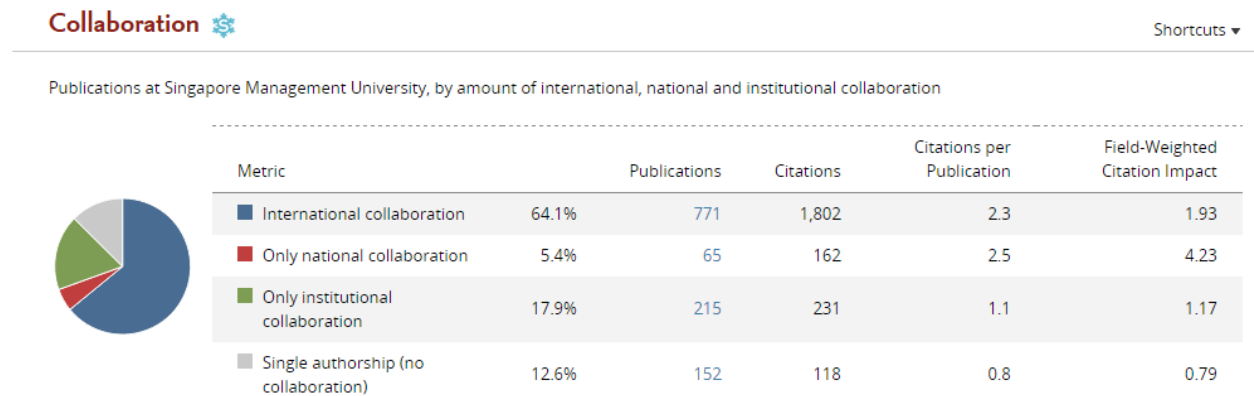 Collaboration
Shortcuts ▾
Publications at Singapore Management University, by amount of international, national and institutional collaboration
Metric Publications Citations Citations per Publication Field-Weighted Citation Impact
International collaboration 64.1% 771 1,802 2.3 1.93
Only national collaboration 5.4% 65 162 2.5 4.23
Only institutional collaboration 17.9% 215 231 1.1 1.17
Single authorship (no collaboration) 12.6% 152 118 0.8 0.79